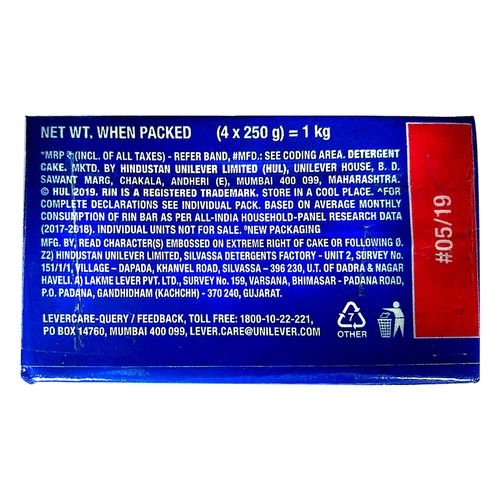 NET WT. WHEN PACKED (4 x 250 g) = 1 kg
*MRP ₹(INCL. OF ALL TAXES) - REFER BAND, #MFD.: SEE CODING AREA. DETERGENT
CAKE. MKTD. BY HINDUSTAN UNILEVER LIMITED (HUL), UNILEVER HOUSE, B. D.
SAWANT MARG, CHAKALA, ANDHERI (E), MUMBAI 400 099, MAHARASHTRA.
© HUL 2019. RIN IS A REGISTERED TRADEMARK. STORE IN A COOL PLACE. ^FOR
COMPLETE DECLARATIONS SEE INDIVIDUAL PACK. BASED ON AVERAGE MONTHLY
CONSUMPTION OF RIN BAR AS PER ALL-INDIA HOUSEHOLD-PANEL RESEARCH DATA
(2017-2018). INDIVIDUAL UNITS NOT FOR SALE. °NEW PACKAGING
MFG. BY, READ CHARACTER(S) EMBOSSED ON EXTREME RIGHT OF CAKE OR FOLLOWING @.
Z2) HINDUSTAN UNILEVER LIMITED, SILVASSA DETERGENTS FACTORY - UNIT 2, SURVEY No.
151/1/1, VILLAGE – DAPADA, KHANVEL ROAD, SILVASSA – 396 230, U.T. OF DADRA & NAGAR
HAVELI. A) LAKME LEVER PVT. LTD., SURVEY NO. 159, VARSANA, BHIMASAR - PADANA ROAD,
P.O. PADANA, GANDHIDHAM (KACHCHH) - 370 240, GUJARAT.
LEVERCARE-QUERY / FEEDBACK, TOLL FREE: 1800-10-22-221,
PO BOX 14760, MUMBAI 400 099, LEVER.CARE@UNILEVER.COM
7
OTHER
#05/19